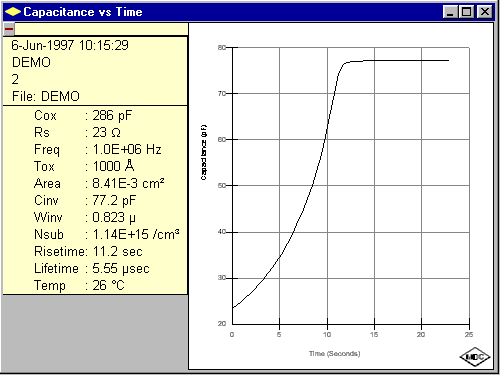 Capacitance vs Time
6-Jun-1997 10:15:29
DEMO
2
File: DEMO
Cox : 286 pF
Rs : 23 Ω
Freq : 1.0E+06 Hz
Tox : 1000 Å
Area : 8.41E-3 cm²
Cinv : 77.2 pF
Winv : 0.823 µ
Nsub : 1.14E+15 /cm³
Risetime: 11.2 sec
Lifetime : 5.55 µsec
Temp : 26 °C
capacitance (pF)
80
70
60
50
40
30
20
0 5 10 15 20 25
Time (Seconds)
MDC